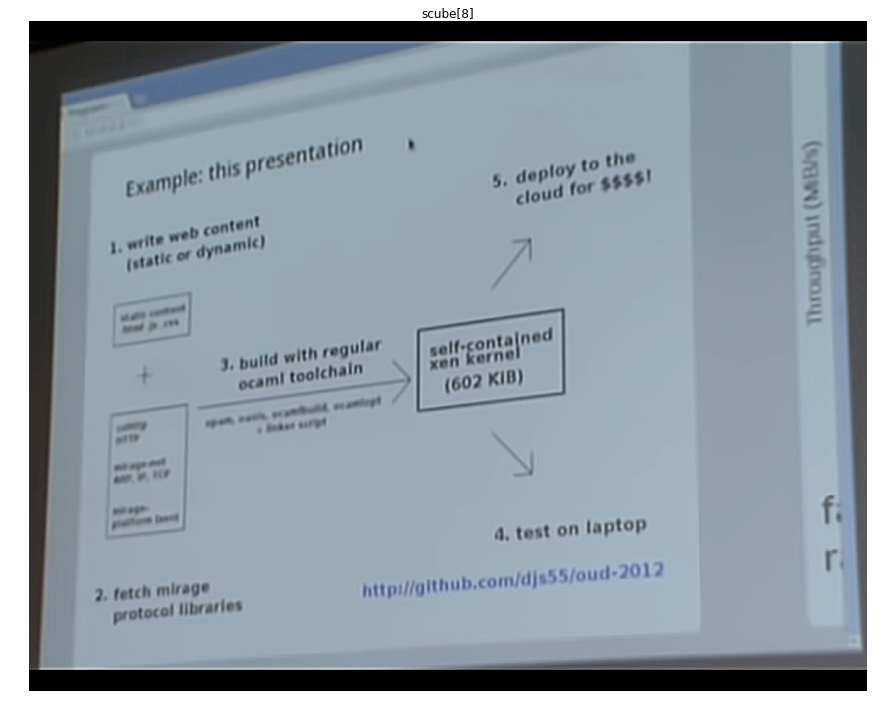 scube[8]
Example: this presentation
1. write web content
(static or dynamic)
static content
html js css
+
cohttp
HTTP
mirage-net
ARP, IP, TCP
mirage-
platform (xen)
2. fetch mirage
protocol libraries
3. build with regular
ocaml toolchain
opam, oasis, ocamlbuild, ocamlopt
+ linker script
self-contained
xen kernel
(602 KiB)
5. deploy to the
cloud for $$$$!
4. test on laptop
http://github.com/djs55/oud-2012
Throughput (MiB/s)